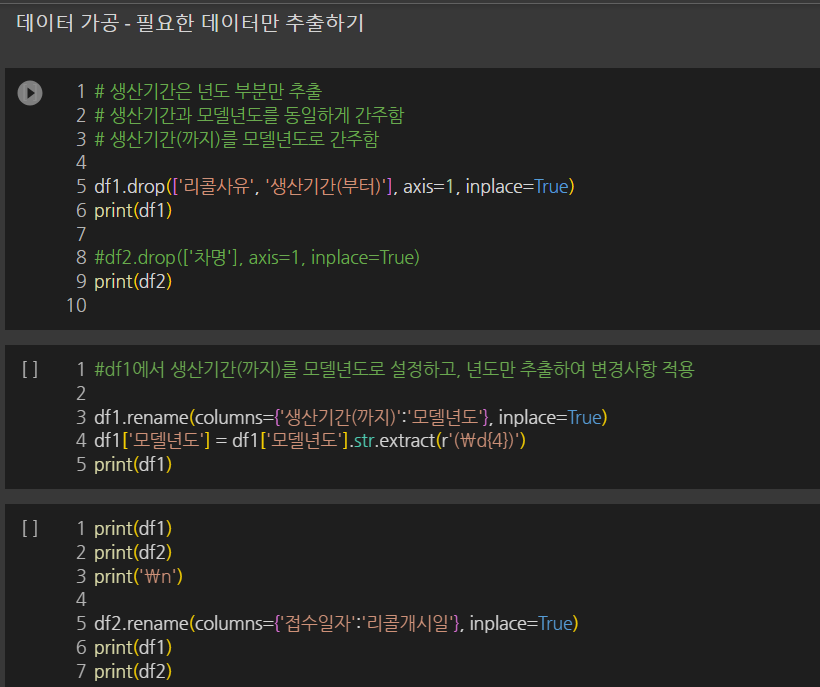 데이터 가공 - 필요한 데이터만 추출하기
1 # 생산기간은 년도 부분만 추출
2 # 생산기간과 모델년도를 동일하게 간주함
3 # 생산기간(까지)를 모델년도로 간주함
4
5 df1.drop(['리콜사유', '생산기간(부터)'], axis=1, inplace=True)
6 print(df1)
7
8 #df2.drop(['차명'], axis=1, inplace=True)
9 print(df2)
10
[ ] 1 #df1에서 생산기간(까지)를 모델년도로 설정하고, 년도만 추출하여 변경사항 적용
2
3 df1.rename(columns={'생산기간(까지)':'모델년도'}, inplace=True)
4 df1['모델년도'] = df1['모델년도'].str.extract(r'(₩d{4})')
5 print(df1)
[ ] 1 print(df1)
2 print(df2)
3 print('₩n')
4
5 df2.rename(columns={'접수일자':'리콜개시일'}, inplace=True)
6 print(df1)
7 print(df2)